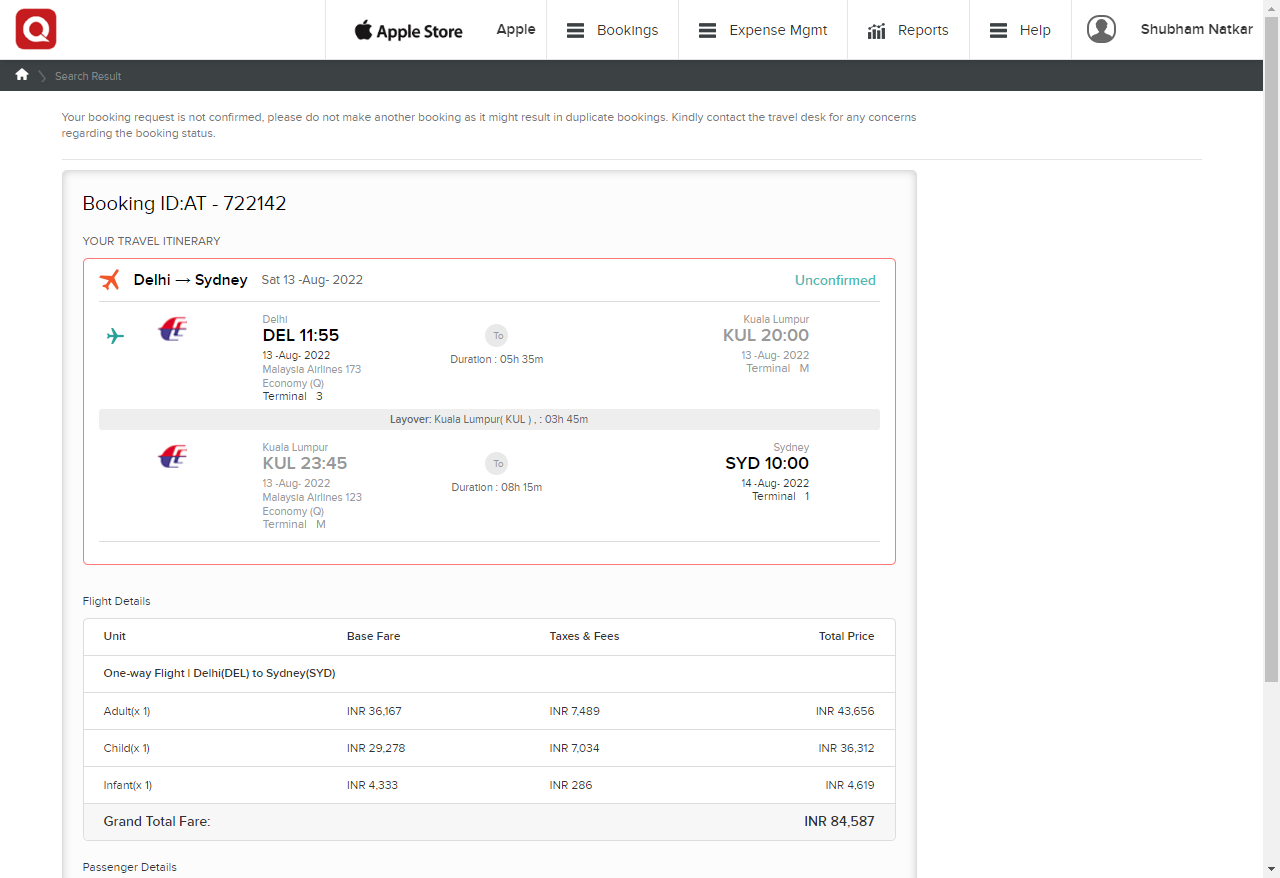 Q Apple Store Apple Bookings Expense Mgmt Reports Help Shubham Natkar
Search Result
Your booking request is not confirmed, please do not make another booking as it might result in duplicate bookings. Kindly contact the travel desk for any concerns
regarding the booking status.
Booking ID:AT - 722142
YOUR TRAVEL ITINERARY
Delhi → Sydney Sat 13 -Aug- 2022 Unconfirmed
Delhi Kuala Lumpur
DEL 11:55 To KUL 20:00
13 -Aug- 2022 Duration : 05h 35m 13 -Aug- 2022
Malaysia Airlines 173 Terminal M
Economy (Q)
Terminal 3
Layover: Kuala Lumpur( KUL ) , : 03h 45m
Kuala Lumpur Sydney
KUL 23:45 To SYD 10:00
13 -Aug- 2022 Duration : 08h 15m 14 -Aug- 2022
Malaysia Airlines 123 Terminal 1
Economy (Q)
Terminal M
Flight Details
Unit Base Fare Taxes & Fees Total Price
One-way Flight | Delhi(DEL) to Sydney(SYD)
Adult(x 1) INR 36,167 INR 7,489 INR 43,656
Child(x 1) INR 29,278 INR 7,034 INR 36,312
Infant(x 1) INR 4,333 INR 286 INR 4,619
Grand Total Fare: INR 84,587
Passenger Details